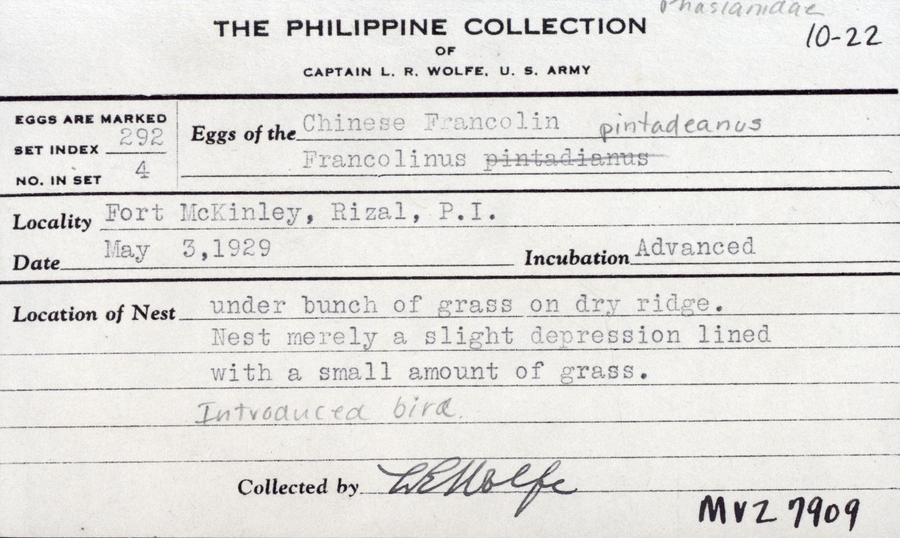 Phasianidae
10-22
THE PHILIPPINE COLLECTION
OF
CAPTAIN L. R. WOLFE, U. S. ARMY
EGGS ARE MARKED
292
SET INDEX
4
NO. IN SET
Eggs of the Chinese Francolin pintadeanus
Francolinus pintadianus
Locality Fort McKinley, Rizal, P.I.
Date May 3,1929 Incubation Advanced
Location of Nest under bunch of grass on dry ridge.
Nest merely a slight depression lined
with a small amount of grass.
Introduced bird.
Collected by LRWolfe
MVZ 7909